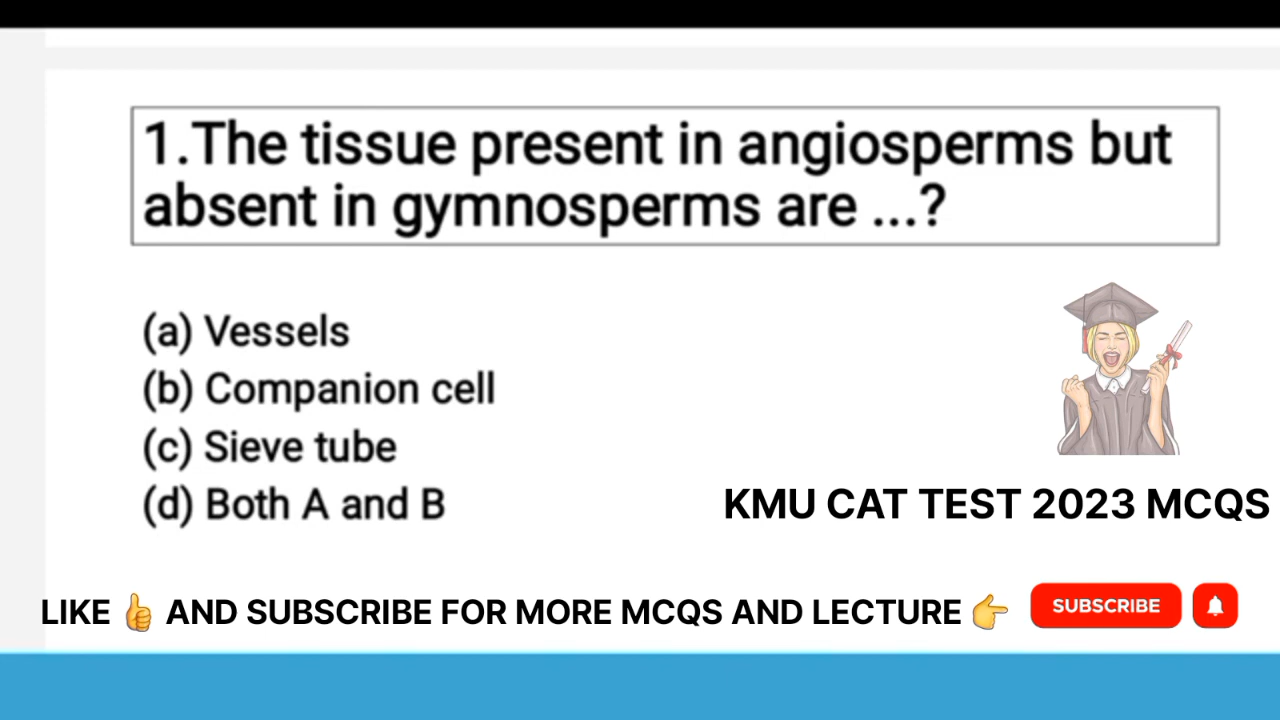 1.The tissue present in angiosperms but
absent in gymnosperms are ...?
(a) Vessels
(b) Companion cell
(c) Sieve tube
(d) Both A and B
KMU CAT TEST 2023 MCQS
LIKE 👍 AND SUBSCRIBE FOR MORE MCQS AND LECTURE 👉 SUBSCRIBE